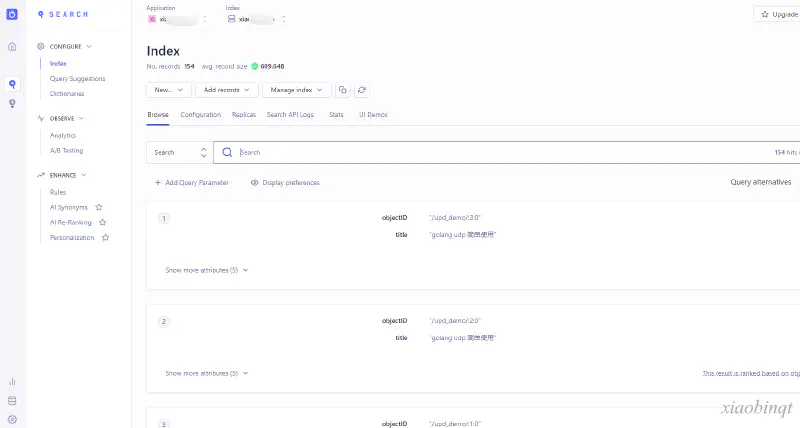 Application
Index
xi
xiao
Upgrade
SEARCH
CONFIGURE
Index
Query Suggestions
Dictionaries
OBSERVE
Analytics
A/B Testing
ENHANCE
Rules
AI Synonyms
AI Re-Ranking
Personalization
Index
No. records 154 avg. record size 609.64B
New...
Add records
Manage index
Browse
Configuration
Replicas
Search API Logs
Stats
UI Demos
Search
Search
154 hits
Add Query Parameter
Display preferences
Query alternatives
1
objectID
"/upd_demo/:3:0"
title
"golang udp 简单使用"
Show more attributes (5)
2
objectID
"/upd_demo/:2:0"
title
"golang udp 简单使用"
Show more attributes (5)
This result is ranked based on obj
3
objectID
"/upd_demo/:1:0"
xiaobinqt